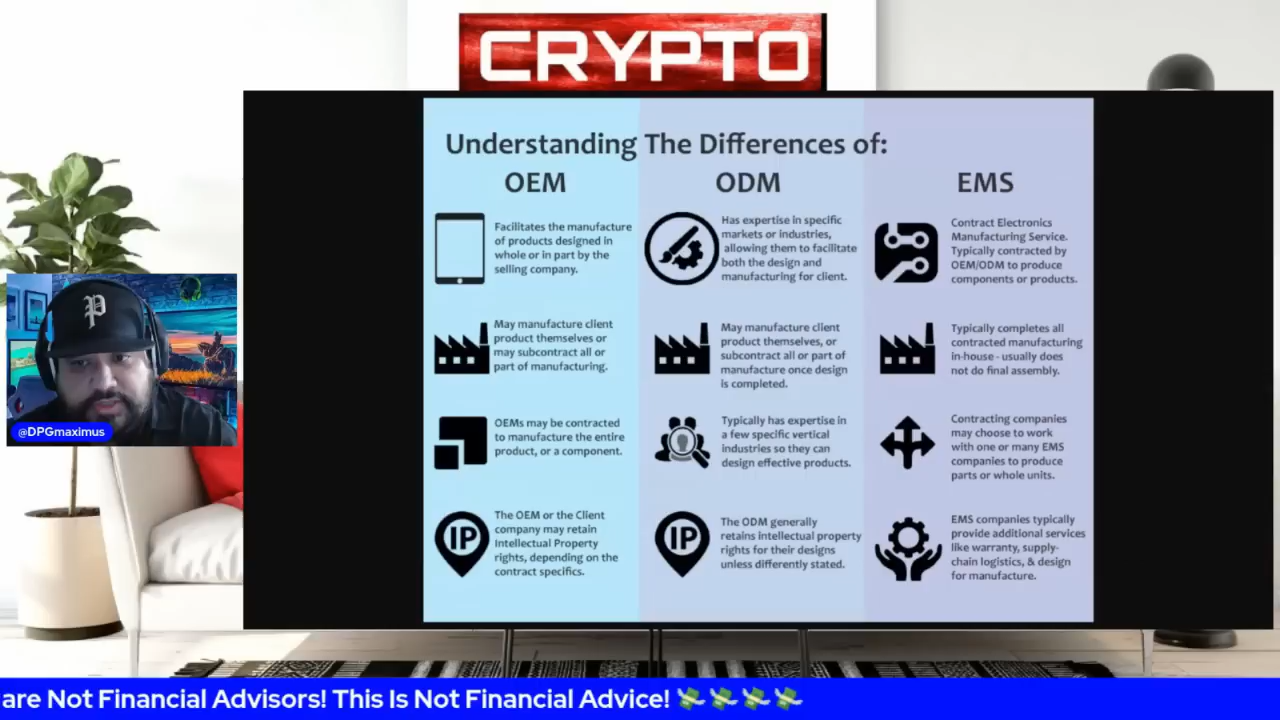 CRYPTO
Understanding The Differences of:
OEM
Facilitates the manufacture
of products designed in
whole or in part by the
selling company.
May manufacture client
product themselves or
may subcontract all or
part of manufacturing.
OEMs may be contracted
to manufacture the entire
product, or a component.
IP
The OEM or the Client
company may retain
Intellectual Property
rights, depending on the
contract specifics.
ODM
Has expertise in specific
markets or industries,
allowing them to facilitate
both the design and
manufacturing for client.
May manufacture client
product themselves, or
subcontract all or part of
manufacture once design
is completed.
Typically has expertise in
a few specific vertical
industries so they can
design effective products.
IP
The ODM generally
retains intellectual property
rights for their designs
unless differently stated.
EMS
Contract Electronics
Manufacturing Service.
Typically contracted by
OEM/ODM to produce
components or products.
Typically completes all
contracted manufacturing
in-house - usually does
not do final assembly.
Contracting companies
may choose to work
with one or many EMS
companies to produce
parts or whole units.
EMS companies typically
provide additional services
like warranty, supply-
chain logistics, & design
for manufacture.
P
@DPGmaximus
are Not Financial Advisors! This Is Not Financial Advice! 💸💸💸💸